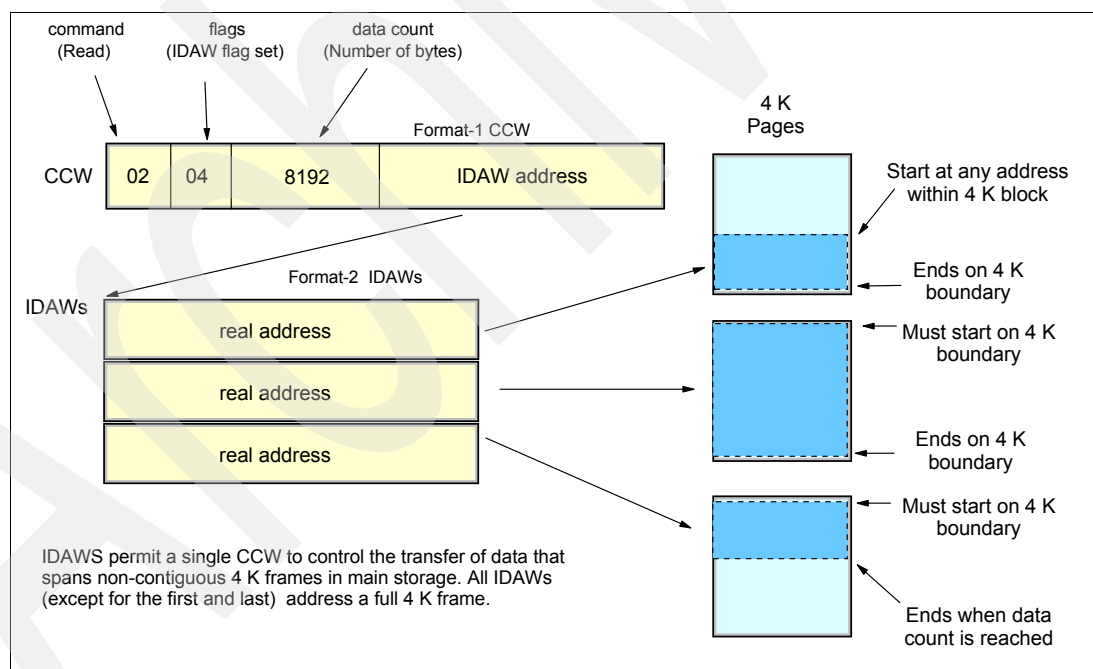 command
(Read)
flags
(IDAW flag set)
data count
(Number of bytes)
Format-1 CCW
CCW
02
04
8192
IDAW address
4 K
Pages
Start at any address
within 4 K block
Ends on 4 K
boundary
Format-2 IDAWs
IDAWs
real address
real address
real address
Must start on 4 K
boundary
Ends on 4 K
boundary
Must start on 4 K
boundary
Ends when data
count is reached
IDAWS permit a single CCW to control the transfer of data that
spans non-contiguous 4 K frames in main storage. All IDAWs
(except for the first and last) address a full 4 K frame.